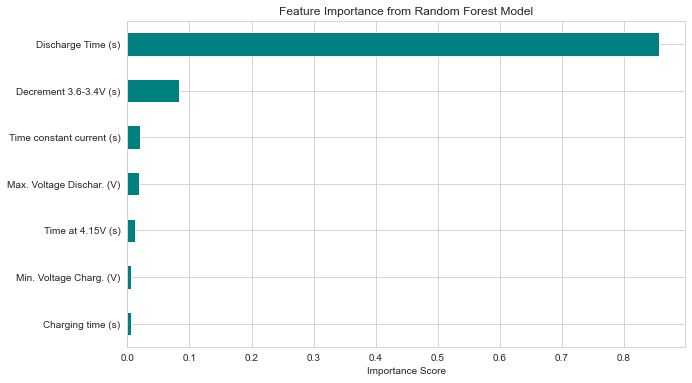 Feature Importance from Random Forest Model
Discharge Time (s)
Decrement 3.6-3.4V (s)
Time constant current (s)
Max. Voltage Dischar. (V)
Time at 4.15V (s)
Min. Voltage Charg. (V)
Charging time (s)
0.0 0.1 0.2 0.3 0.4 0.5 0.6 0.7 0.8
Importance Score